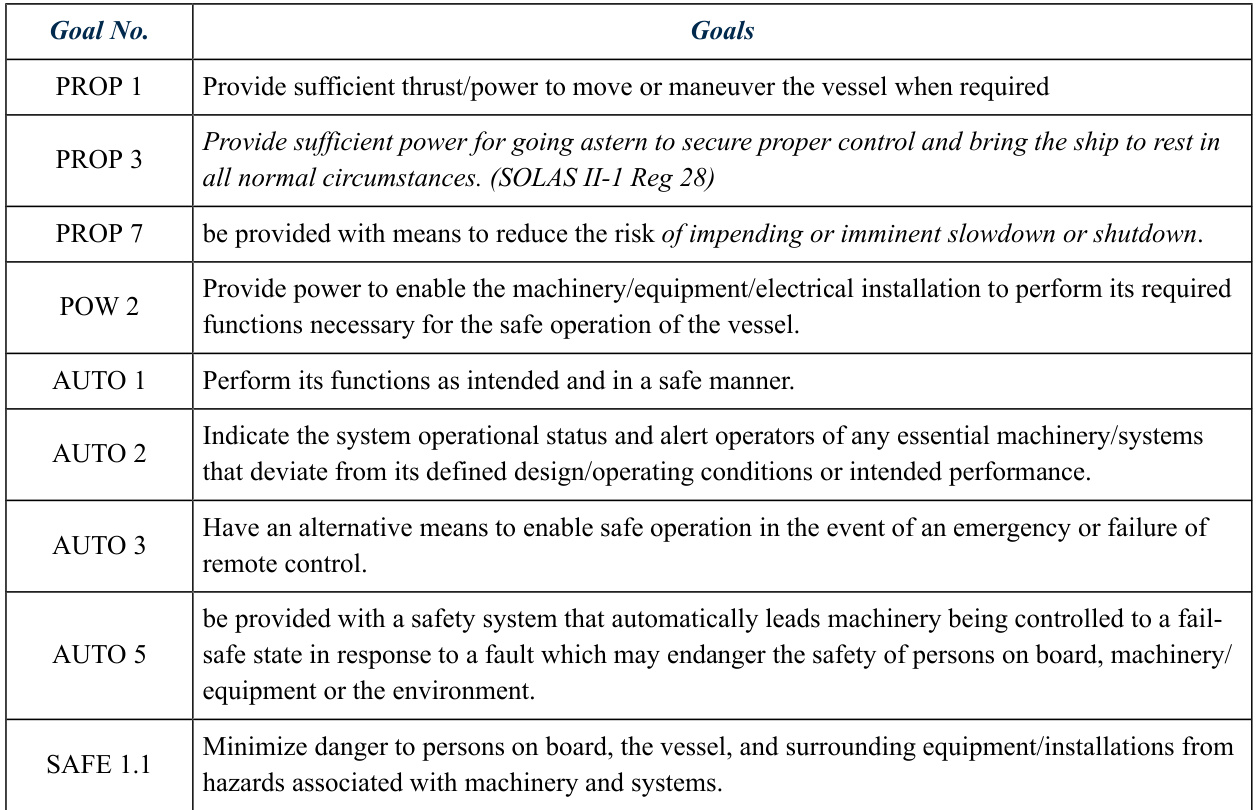 Goal No. Goals
PROP 1 Provide sufficient thrust/power to move or maneuver the vessel when required
PROP 3 Provide sufficient power for going astern to secure proper control and bring the ship to rest in
all normal circumstances. (SOLAS II-1 Reg 28)
PROP 7 be provided with means to reduce the risk of impending or imminent slowdown or shutdown.
POW 2 Provide power to enable the machinery/equipment/electrical installation to perform its required
functions necessary for the safe operation of the vessel.
AUTO 1 Perform its functions as intended and in a safe manner.
AUTO 2 Indicate the system operational status and alert operators of any essential machinery/systems
that deviate from its defined design/operating conditions or intended performance.
AUTO 3 Have an alternative means to enable safe operation in the event of an emergency or failure of
remote control.
AUTO 5 be provided with a safety system that automatically leads machinery being controlled to a fail-
safe state in response to a fault which may endanger the safety of persons on board, machinery/
equipment or the environment.
SAFE 1.1 Minimize danger to persons on board, the vessel, and surrounding equipment/installations from
hazards associated with machinery and systems.